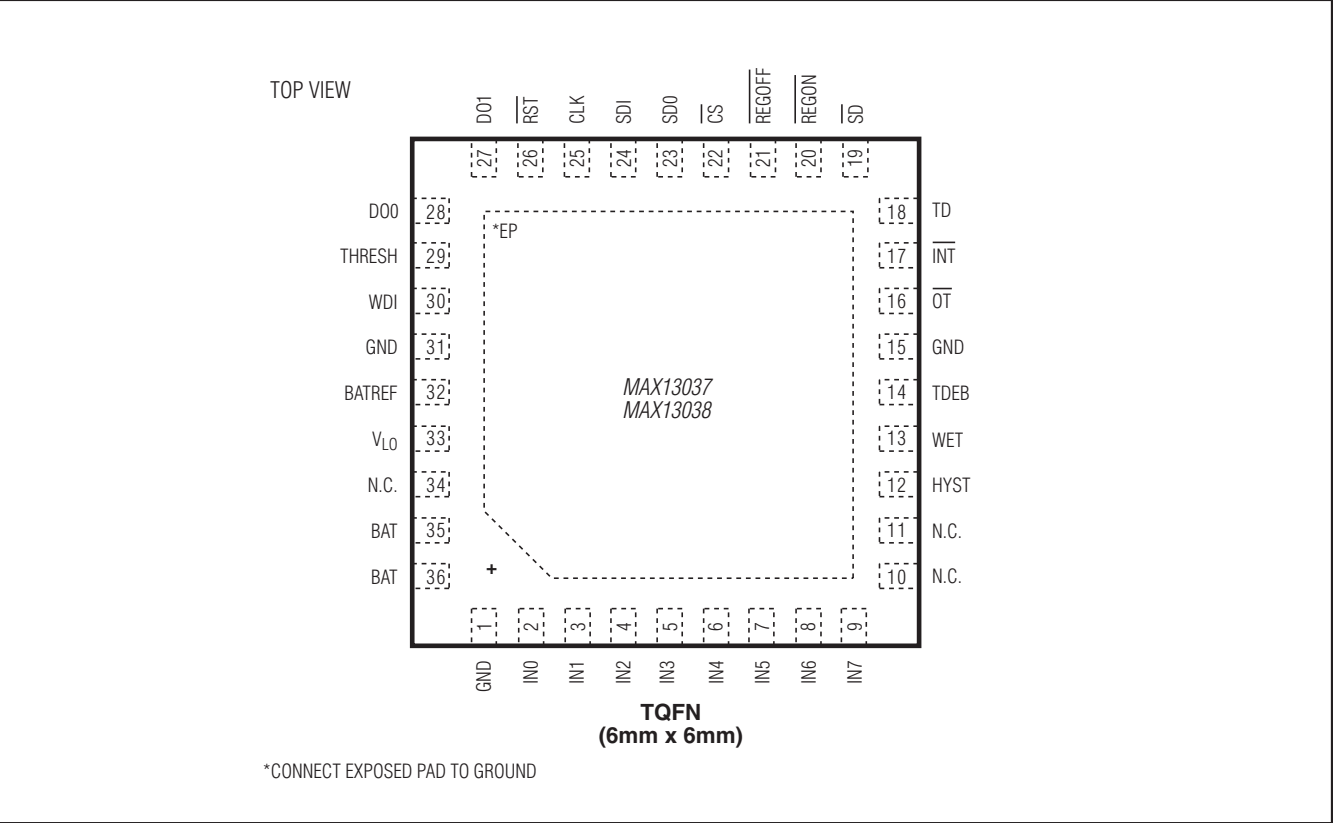 TOP VIEW
DO1
RST
CLK
SDI
SD0
CS
REGOFF
REGON
SD
27
26
25
24
23
22
21
20
19
DO0 28
THRESH 29
WDI 30
GND 31
BATREF 32
VLO 33
N.C. 34
BAT 35
BAT 36
*EP
MAX13037
MAX13038
+
18 TD
17 INT
16 OT
15 GND
14 TDEB
13 WET
12 HYST
11 N.C.
10 N.C.
1
2
3
4
5
6
7
8
9
GND
IN0
IN1
IN2
IN3
IN4
IN5
IN6
IN7
TQFN
(6mm x 6mm)
*CONNECT EXPOSED PAD TO GROUND